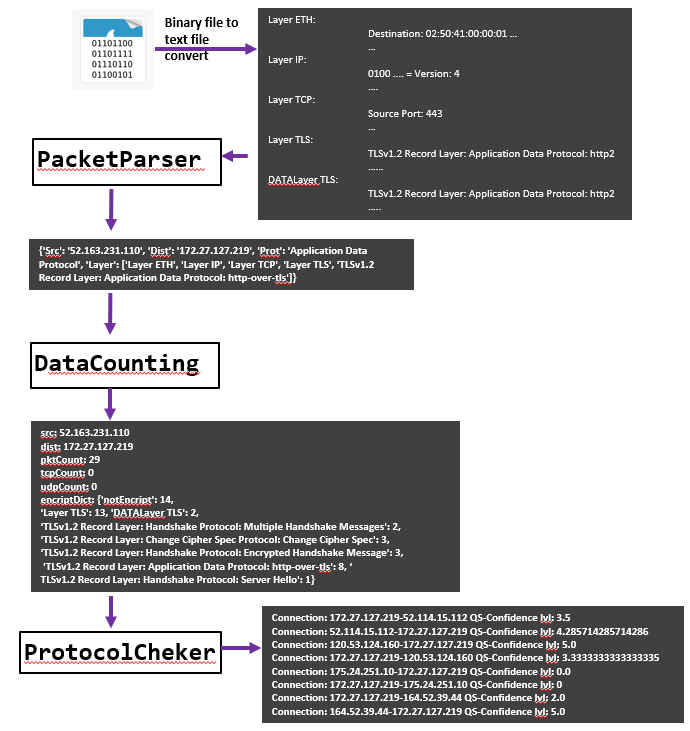 01101100
01101111
01110110
01100101
Binary file to
text file
convert
Layer ETH:
Destination: 02:50:41:00:00:01 ...
...
Layer IP:
0100 .... = Version: 4
....
Layer TCP:
Source Port: 443
...
Layer TLS:
TLSv1.2 Record Layer: Application Data Protocol: http2
......
DATALayer TLS:
TLSv1.2 Record Layer: Application Data Protocol: http2
.....
PacketParser
{'Src': '52.163.231.110', 'Dist': '172.27.127.219', 'Prot': 'Application Data
Protocol', 'Layer': ['Layer ETH', 'Layer IP', 'Layer TCP', 'Layer TLS', 'TLSv1.2
Record Layer: Application Data Protocol: http-over-tls']}
DataCounting
src: 52.163.231.110
dist: 172.27.127.219
pktCount: 29
tcpCount: 0
udpCount: 0
encriptDict: {'notEncript': 14,
'Layer TLS': 13, 'DATALayer TLS': 2,
'TLSv1.2 Record Layer: Handshake Protocol: Multiple Handshake Messages': 2,
'TLSv1.2 Record Layer: Change Cipher Spec Protocol: Change Cipher Spec': 3,
'TLSv1.2 Record Layer: Handshake Protocol: Encrypted Handshake Message': 3,
'TLSv1.2 Record Layer: Application Data Protocol: http-over-tls': 8, ‘
TLSv1.2 Record Layer: Handshake Protocol: Server Hello': 1}
ProtocolCheker
Connection: 172.27.127.219-52.114.15.112 QS-Confidence lvl: 3.5
Connection: 52.114.15.112-172.27.127.219 QS-Confidence lvl: 4.285714285714286
Connection: 120.53.124.160-172.27.127.219 QS-Confidence lvl: 5.0
Connection: 172.27.127.219-120.53.124.160 QS-Confidence lvl: 3.3333333333333335
Connection: 175.24.251.10-172.27.127.219 QS-Confidence lvl: 0.0
Connection: 172.27.127.219-175.24.251.10 QS-Confidence lvl: 0
Connection: 172.27.127.219-164.52.39.44 QS-Confidence lvl: 2.0
Connection: 164.52.39.44-172.27.127.219 QS-Confidence lvl: 5.0